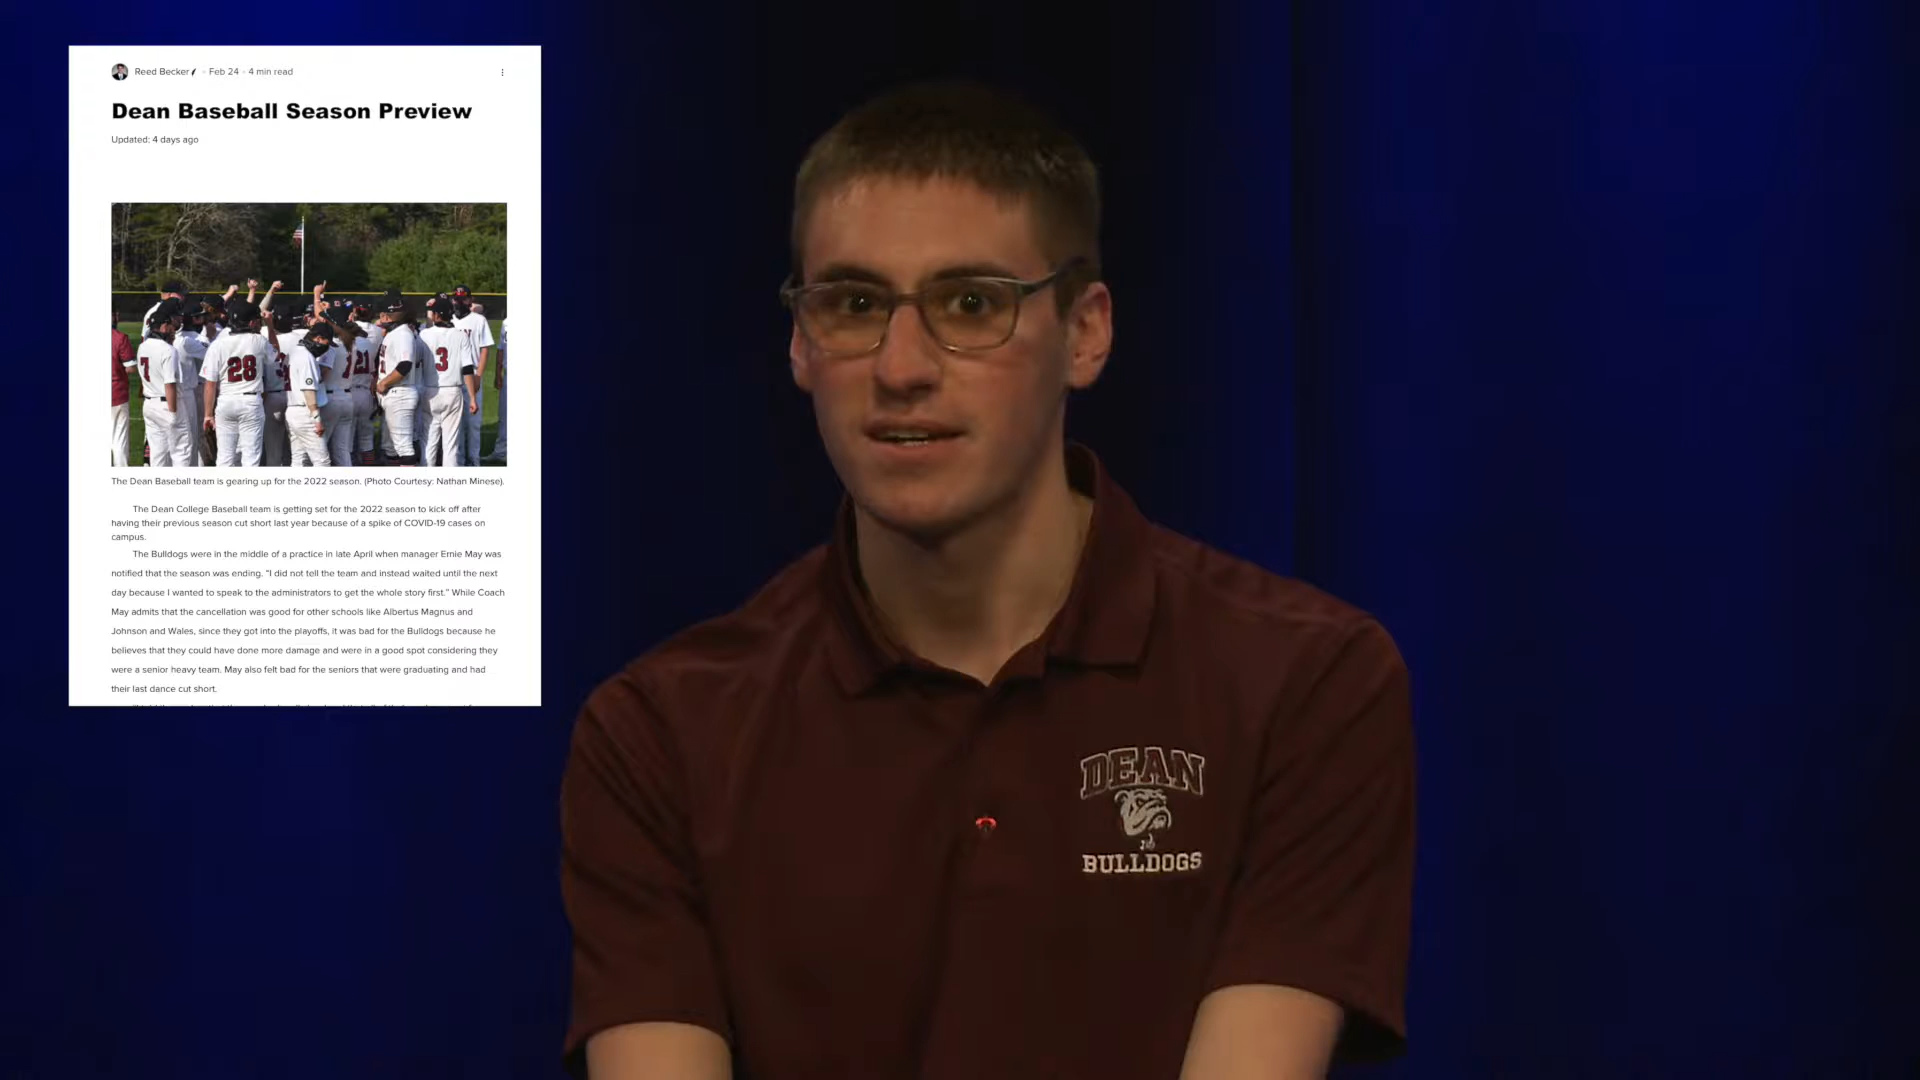 Reed Becker · Feb 24 · 4 min read
Dean Baseball Season Preview
Updated: 4 days ago
7
28
3
21
3
The Dean Baseball team is gearing up for the 2022 season. (Photo Courtesy: Nathan Minese).
The Dean College Baseball team is getting set for the 2022 season to kick off after
having their previous season cut short last year because of a spike of COVID-19 cases on
campus.
The Bulldogs were in the middle of a practice in late April when manager Ernie May was
notified that the season was ending. "I did not tell the team and instead waited until the next
day because I wanted to speak to the administrators to get the whole story first." While Coach
May admits that the cancellation was good for other schools like Albertus Magnus and
Johnson and Wales, since they got into the playoffs, it was bad for the Bulldogs because he
believes that they could have done more damage and were in a good spot considering they
were a senior heavy team. May also felt bad for the seniors that were graduating and had
their last dance cut short.
DEAN
BULLDOGS